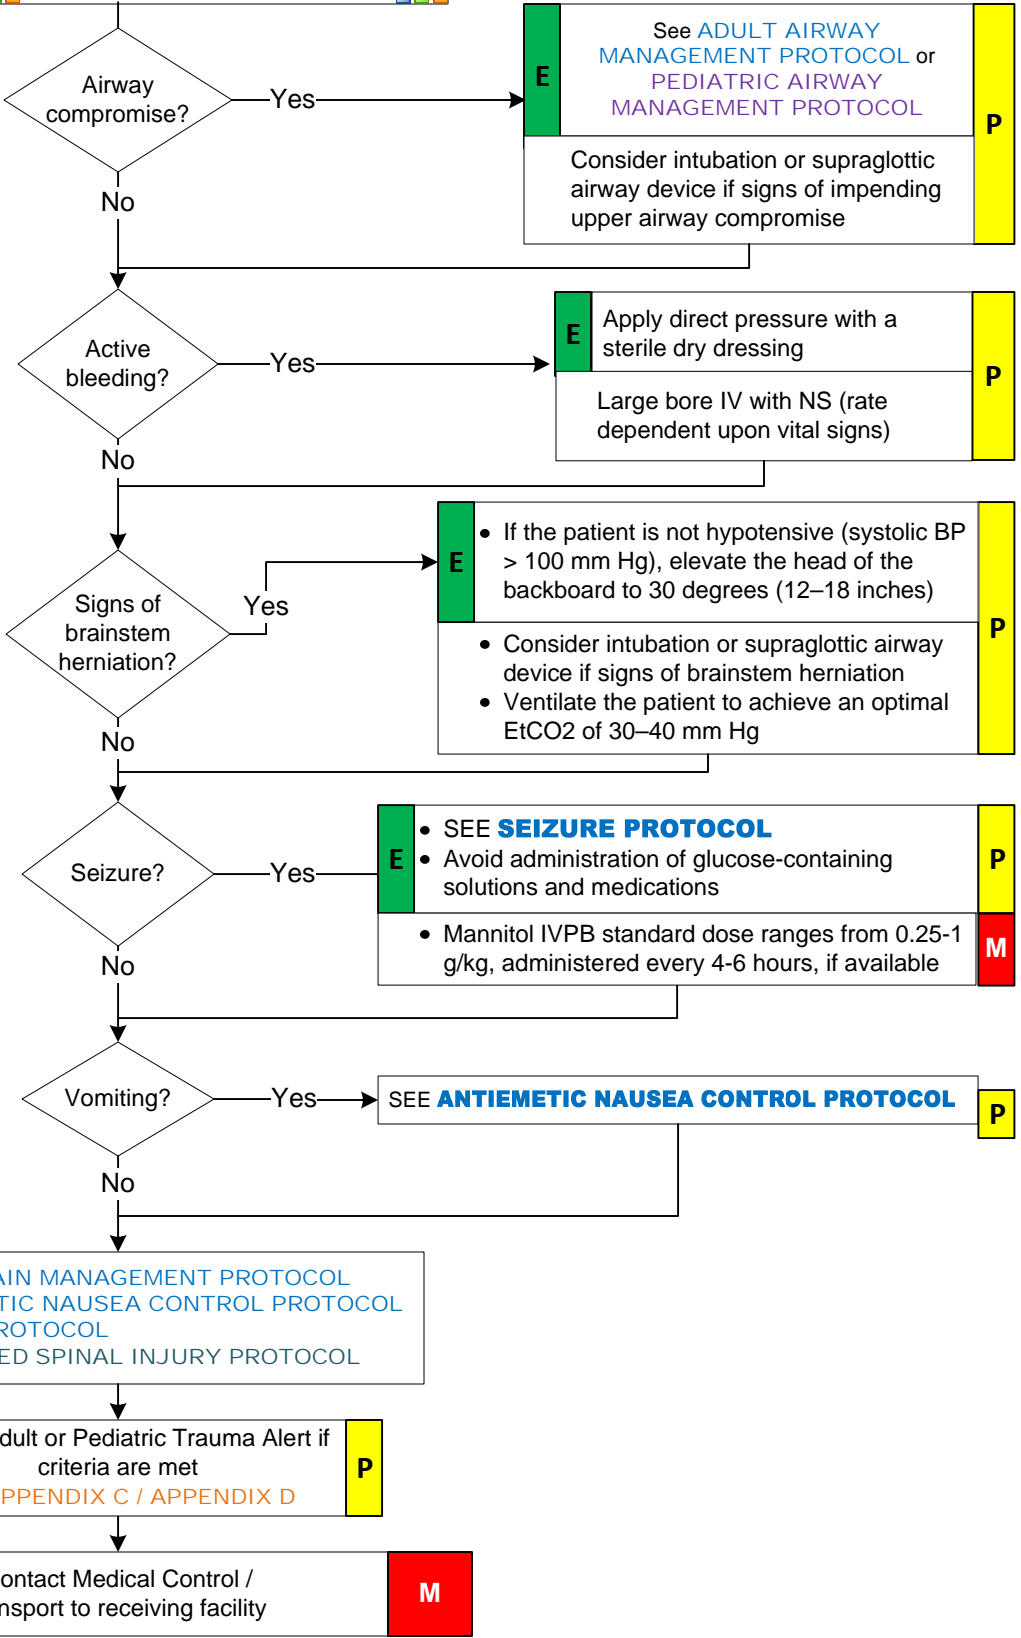 Airway
compromise?
Yes
No
E
See ADULT AIRWAY
MANAGEMENT PROTOCOL or
PEDIATRIC AIRWAY
MANAGEMENT PROTOCOL
P
Consider intubation or supraglottic
airway device if signs of impending
upper airway compromise
Active
bleeding?
Yes
No
E
Apply direct pressure with a
sterile dry dressing
P
Large bore IV with NS (rate
dependent upon vital signs)
Signs of
brainstem
herniation?
Yes
No
E
• If the patient is not hypotensive (systolic BP
> 100 mm Hg), elevate the head of the
backboard to 30 degrees (12–18 inches)
P
• Consider intubation or supraglottic airway
device if signs of brainstem herniation
• Ventilate the patient to achieve an optimal
EtCO2 of 30–40 mm Hg
Seizure?
Yes
No
E
• SEE SEIZURE PROTOCOL
• Avoid administration of glucose-containing
solutions and medications
P
• Mannitol IVPB standard dose ranges from 0.25-1
g/kg, administered every 4-6 hours, if available
M
Vomiting?
Yes
No
SEE ANTIEMETIC NAUSEA CONTROL PROTOCOL
P
AIN MANAGEMENT PROTOCOL
TIC NAUSEA CONTROL PROTOCOL
ROTOCOL
ED SPINAL INJURY PROTOCOL
dult or Pediatric Trauma Alert if
criteria are met
PPENDIX C / APPENDIX D
P
ontact Medical Control /
nsport to receiving facility
M